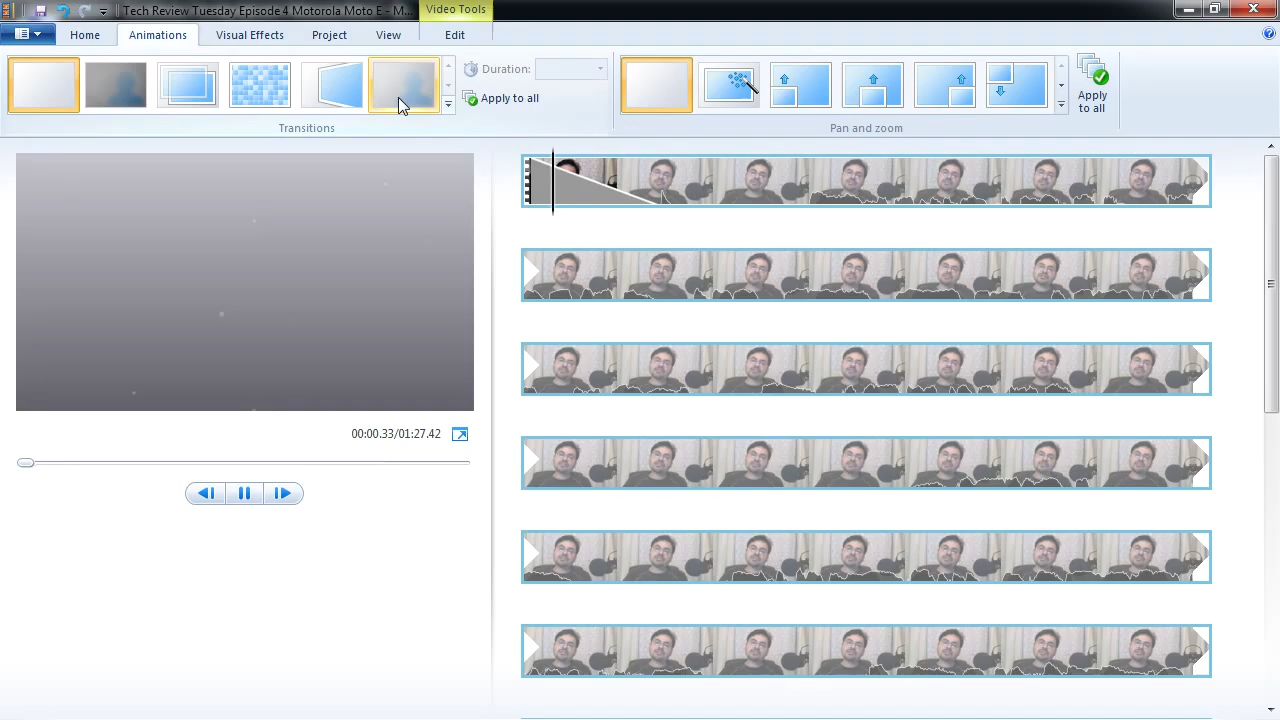 Tech Review Tuesday Episode 4 Motorola Moto E - M...
Video Tools
Home
Animations
Visual Effects
Project
View
Edit
Duration:
Apply to all
Transitions
Apply
to all
Pan and zoom
00:00.33/01:27.42